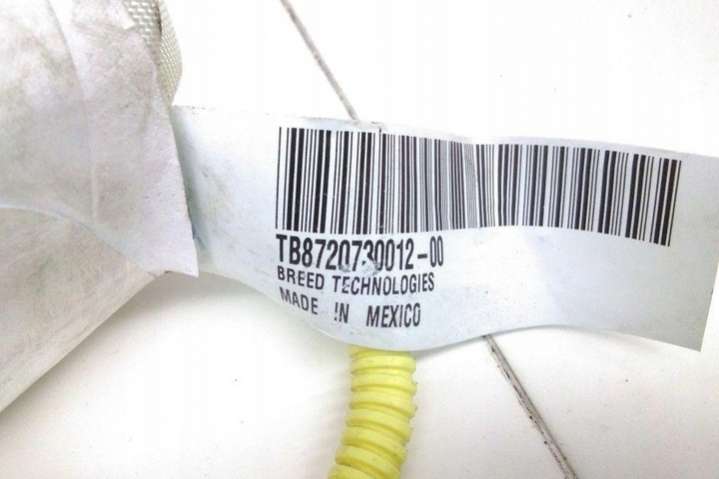 TB8720730012-00
BREED TECHNOLOGIES
MADE IN MEXICO